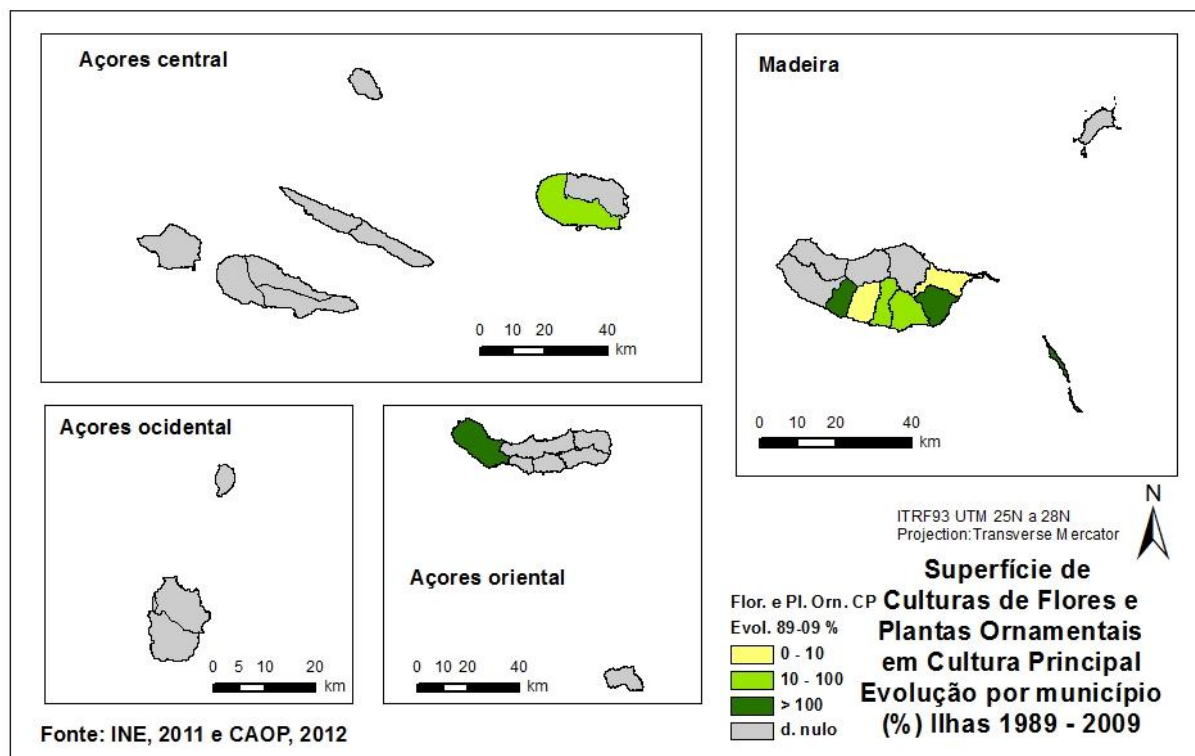 Açores central
0 10 20 40
km
Madeira
0 10 20 40
km
Açores ocidental
0 5 10 20
km
Açores oriental
0 10 20 40
km
N
ITRF93 UTM 25N a 28N
Projection: Transverse Mercator
Flor. e Pl. Orn. CP
Evol. 89-09 %
0 - 10
10 - 100
> 100
d. nulo
Superfície de
Culturas de Flores e
Plantas Ornamentais
em Cultura Principal
Evolução por município
(%) Ilhas 1989 - 2009
Fonte: INE, 2011 e CAOP, 2012